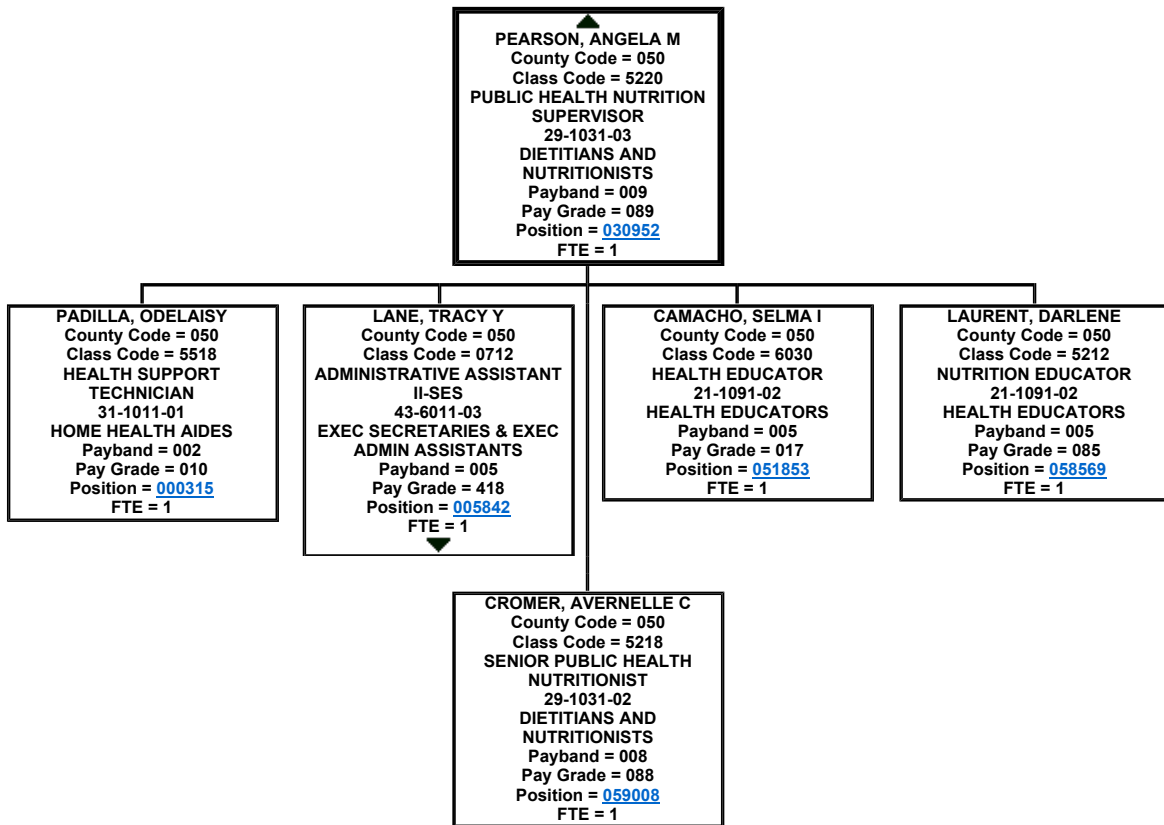 PEARSON, ANGELA M
County Code = 050
Class Code = 5220
PUBLIC HEALTH NUTRITION
SUPERVISOR
29-1031-03
DIETITIANS AND
NUTRITIONISTS
Payband = 009
Pay Grade = 089
Position = 030952
FTE = 1
PADILLA, ODELAISY
County Code = 050
Class Code = 5518
HEALTH SUPPORT
TECHNICIAN
31-1011-01
HOME HEALTH AIDES
Payband = 002
Pay Grade = 010
Position = 000315
FTE = 1
LANE, TRACY Y
County Code = 050
Class Code = 0712
ADMINISTRATIVE ASSISTANT
II-SES
43-6011-03
EXEC SECRETARIES & EXEC
ADMIN ASSISTANTS
Payband = 005
Pay Grade = 418
Position = 005842
FTE = 1
CAMACHO, SELMA I
County Code = 050
Class Code = 6030
HEALTH EDUCATOR
21-1091-02
HEALTH EDUCATORS
Payband = 005
Pay Grade = 017
Position = 051853
FTE = 1
LAURENT, DARLENE
County Code = 050
Class Code = 5212
NUTRITION EDUCATOR
21-1091-02
HEALTH EDUCATORS
Payband = 005
Pay Grade = 085
Position = 058569
FTE = 1
CROMER, AVERNELLE C
County Code = 050
Class Code = 5218
SENIOR PUBLIC HEALTH
NUTRITIONIST
29-1031-02
DIETITIANS AND
NUTRITIONISTS
Payband = 008
Pay Grade = 088
Position = 059008
FTE = 1